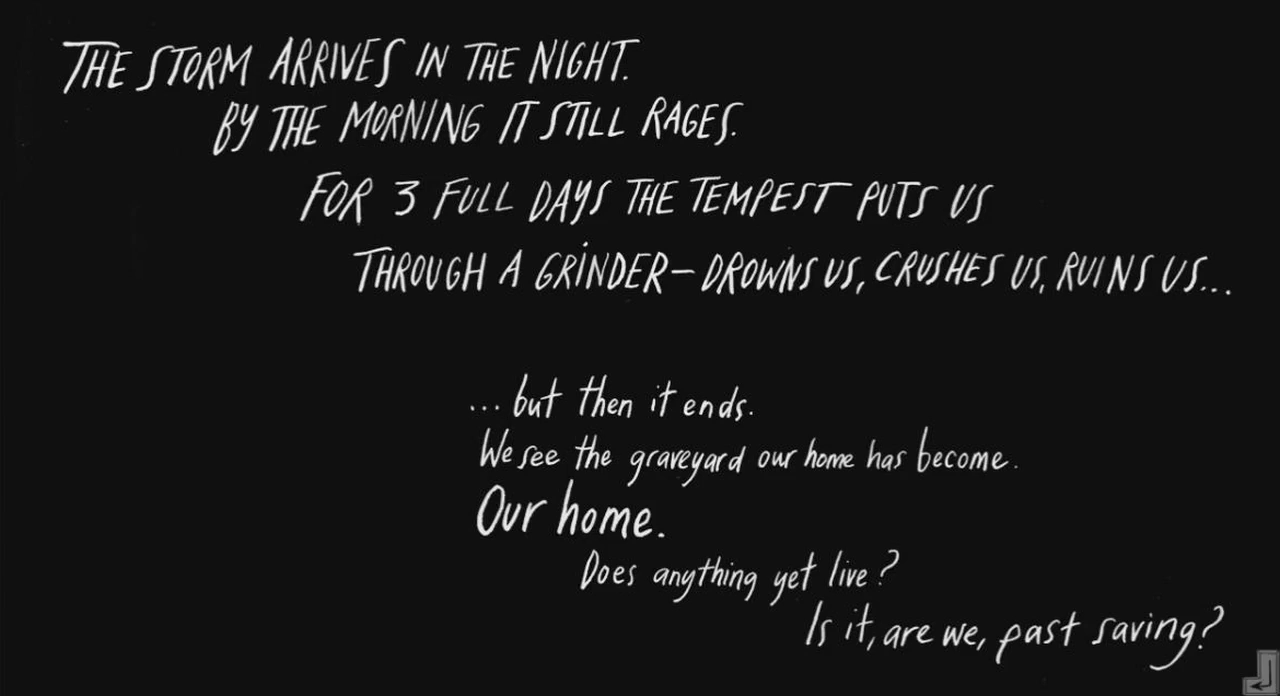 THE STORM ARRIVES IN THE NIGHT.
BY THE MORNING IT STILL RAGES.
FOR 3 FULL DAYS THE TEMPEST PUTS US
THROUGH A GRINDER – DROWNS US, CRUSHES US, RUINS US...
... but then it ends.
We see the graveyard our home has become.
Our home.
Does anything yet live?
Is it, are we, past saving?